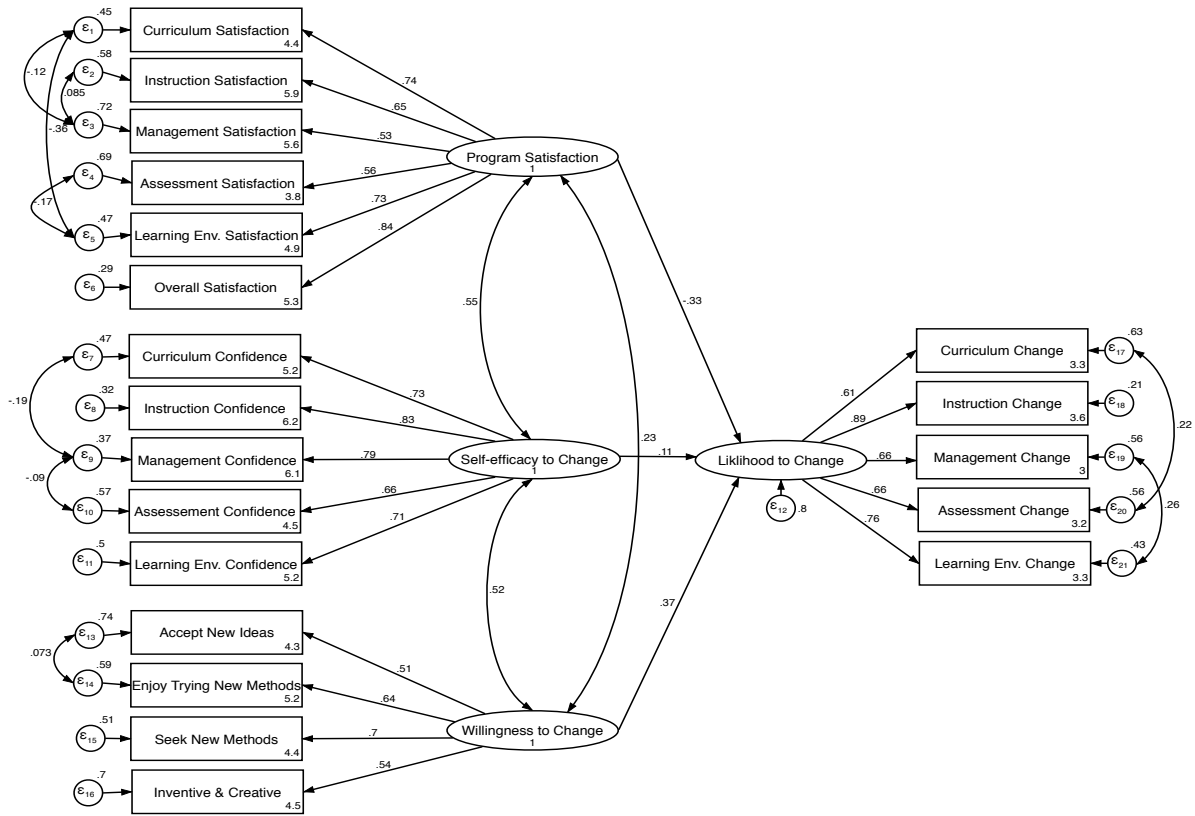 .45
ε1
Curriculum Satisfaction
4.4
.58
ε2
Instruction Satisfaction
5.9
.72
ε3
Management Satisfaction
5.6
.69
ε4
Assessment Satisfaction
3.8
.47
ε5
Learning Env. Satisfaction
4.9
.29
ε6
Overall Satisfaction
5.3
-.12
.085
-.36
-.17
.74
.65
.53
.56
.73
.84
Program Satisfaction
1
.47
ε7
Curriculum Confidence
5.2
.32
ε8
Instruction Confidence
6.2
.37
ε9
Management Confidence
6.1
.57
ε10
Assessement Confidence
4.5
.5
ε11
Learning Env. Confidence
5.2
-.19
-.09
.73
.83
.79
.66
.71
Self-efficacy to Change
1
.74
ε13
Accept New Ideas
4.3
.59
ε14
Enjoy Trying New Methods
5.2
.51
ε15
Seek New Methods
4.4
.7
ε16
Inventive & Creative
4.5
.073
.51
.64
.7
.54
Willingness to Change
1
.55
.23
.52
-.33
.11
.37
Liklihood to Change
ε12
.8
.61
.89
.66
.66
.76
Curriculum Change
3.3
.63
ε17
Instruction Change
3.6
.21
ε18
Management Change
3
.56
ε19
Assessment Change
3.2
.56
ε20
Learning Env. Change
3.3
.43
ε21
.22
.26